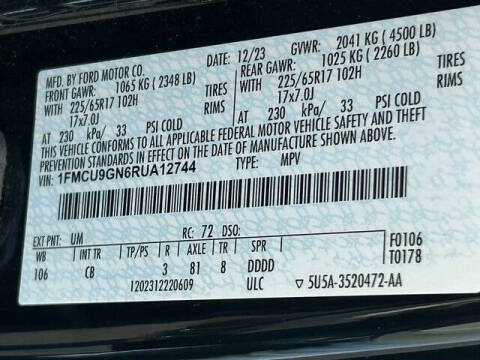 MFD. BY FORD MOTOR CO.
12/23 GVWR: 2041 KG ( 4500 LB)
FRONT GAWR: 1065 KG ( 2348 LB) REAR GAWR: 1025 KG ( 2260 LB)
WITH 225/65R17 102H TIRES WITH 225/65R17 102H TIRES
17x7.0J RIMS 17x7.0J RIMS
AT 230 kPa/ 33 PSI COLD AT 230 kPa/ 33 PSI COLD
THIS VEHICLE CONFORMS TO ALL APPLICABLE FEDERAL MOTOR VEHICLE SAFETY AND THEFT
PREVENTION STANDARDS IN EFFECT ON THE DATE OF MANUFACTURE SHOWN ABOVE.
VIN: 1FMCU9GN6RUA12744 TYPE: MPV
EXT PNT: UM RC: 72 DSO:
WB INT TR TP/PS R AXLE TR SPR F0106
106 CB 3 81 8 DDDD T0178
1202312220609 ULC ▽ 5U5A-3520472-AA